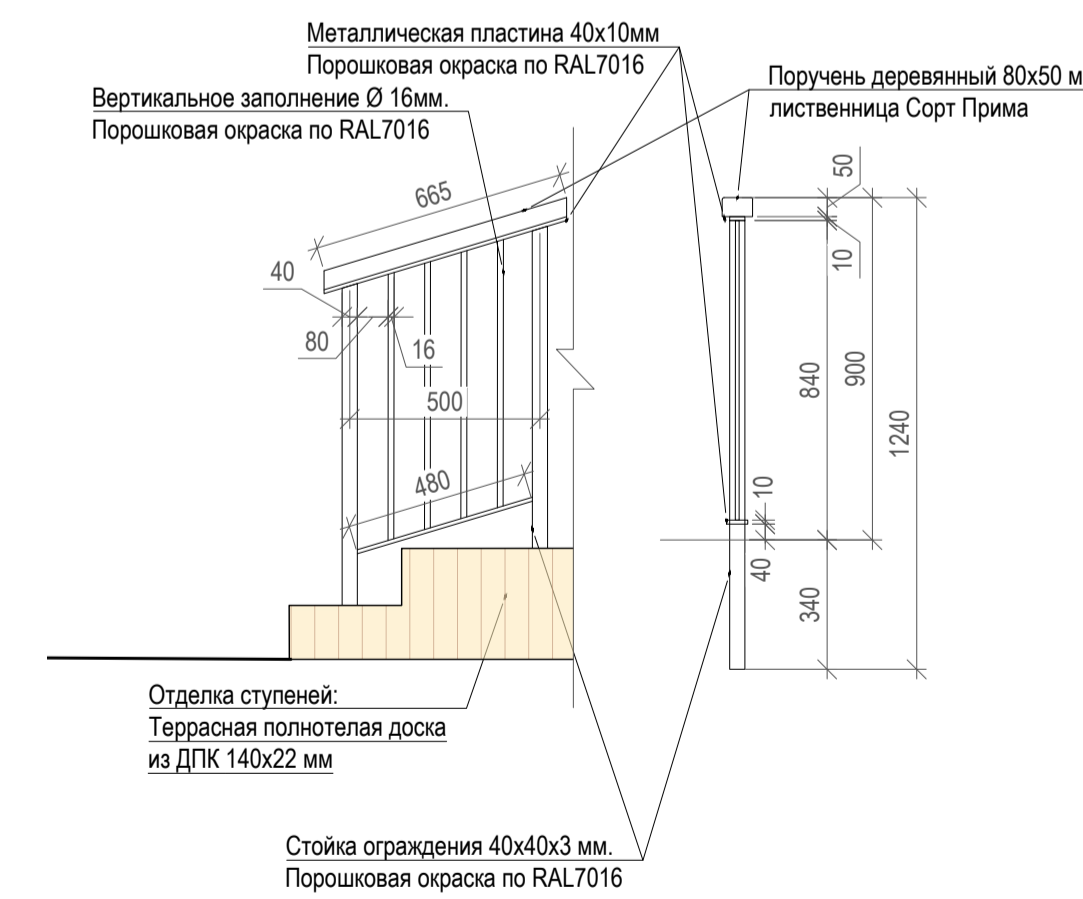 Металлическая пластина 40х10мм
Порошковая окраска по RAL7016
Поручень деревянный 80х50 м
лиственница Сорт Прима
Вертикальное заполнение Ø 16мм.
Порошковая окраска по RAL7016
665
50
40
10
80
16
840
900
500
1240
480
10
40
340
Отделка ступеней:
Террасная полнотелая доска
из ДПК 140х22 мм
Стойка ограждения 40х40х3 мм.
Порошковая окраска по RAL7016